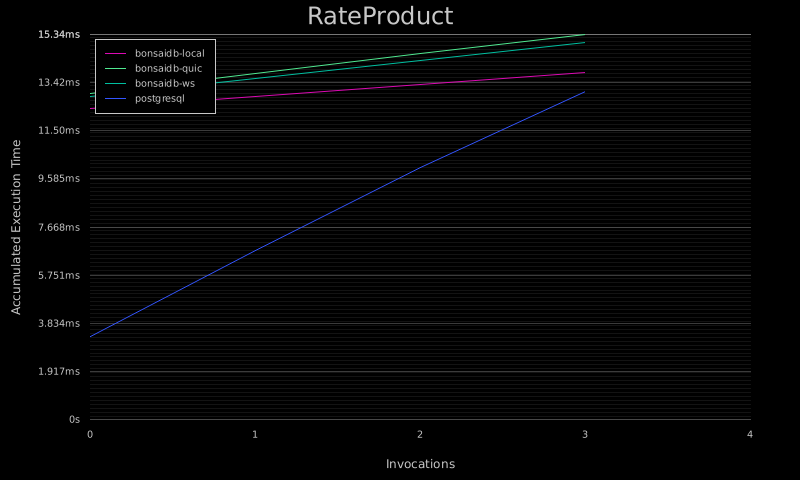 RateProduct
15.34ms
13.42ms
11.50ms
9.585ms
7.668ms
5.751ms
3.834ms
1.917ms
0s
Accumulated Execution Time
bonsaidb-local
bonsaidb-quic
bonsaidb-ws
postgresql
0 1 2 3 4
Invocations